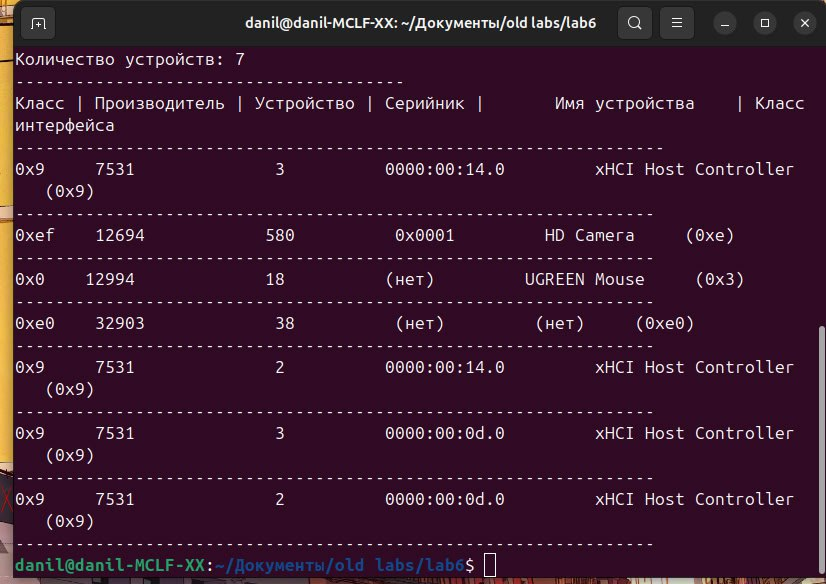 danil@danil-MCLF-XX: ~/Документы/old labs/lab6
Количество устройств: 7
---------------------------------------
Класс | Производитель | Устройство | Серийник |       Имя устройства    | Класс
интерфейса
-----------------------------------------------------------------
0x9     7531              3          0000:00:14.0         xHCI Host Controller
   (0x9)
----------------------------------------------------------------
0xef    12694            580          0x0001         HD Camera     (0xe)
----------------------------------------------------------------
0x0    12994             18          (нет)         UGREEN Mouse     (0x3)
----------------------------------------------------------------
0xe0    32903             38          (нет)         (нет)     (0xe0)
----------------------------------------------------------------
0x9     7531              2          0000:00:14.0         xHCI Host Controller
   (0x9)
----------------------------------------------------------------
0x9     7531              3          0000:00:0d.0         xHCI Host Controller
   (0x9)
----------------------------------------------------------------
0x9     7531              2          0000:00:0d.0         xHCI Host Controller
   (0x9)
----------------------------------------------------------------
danil@danil-MCLF-XX:~/Документы/old labs/lab6$